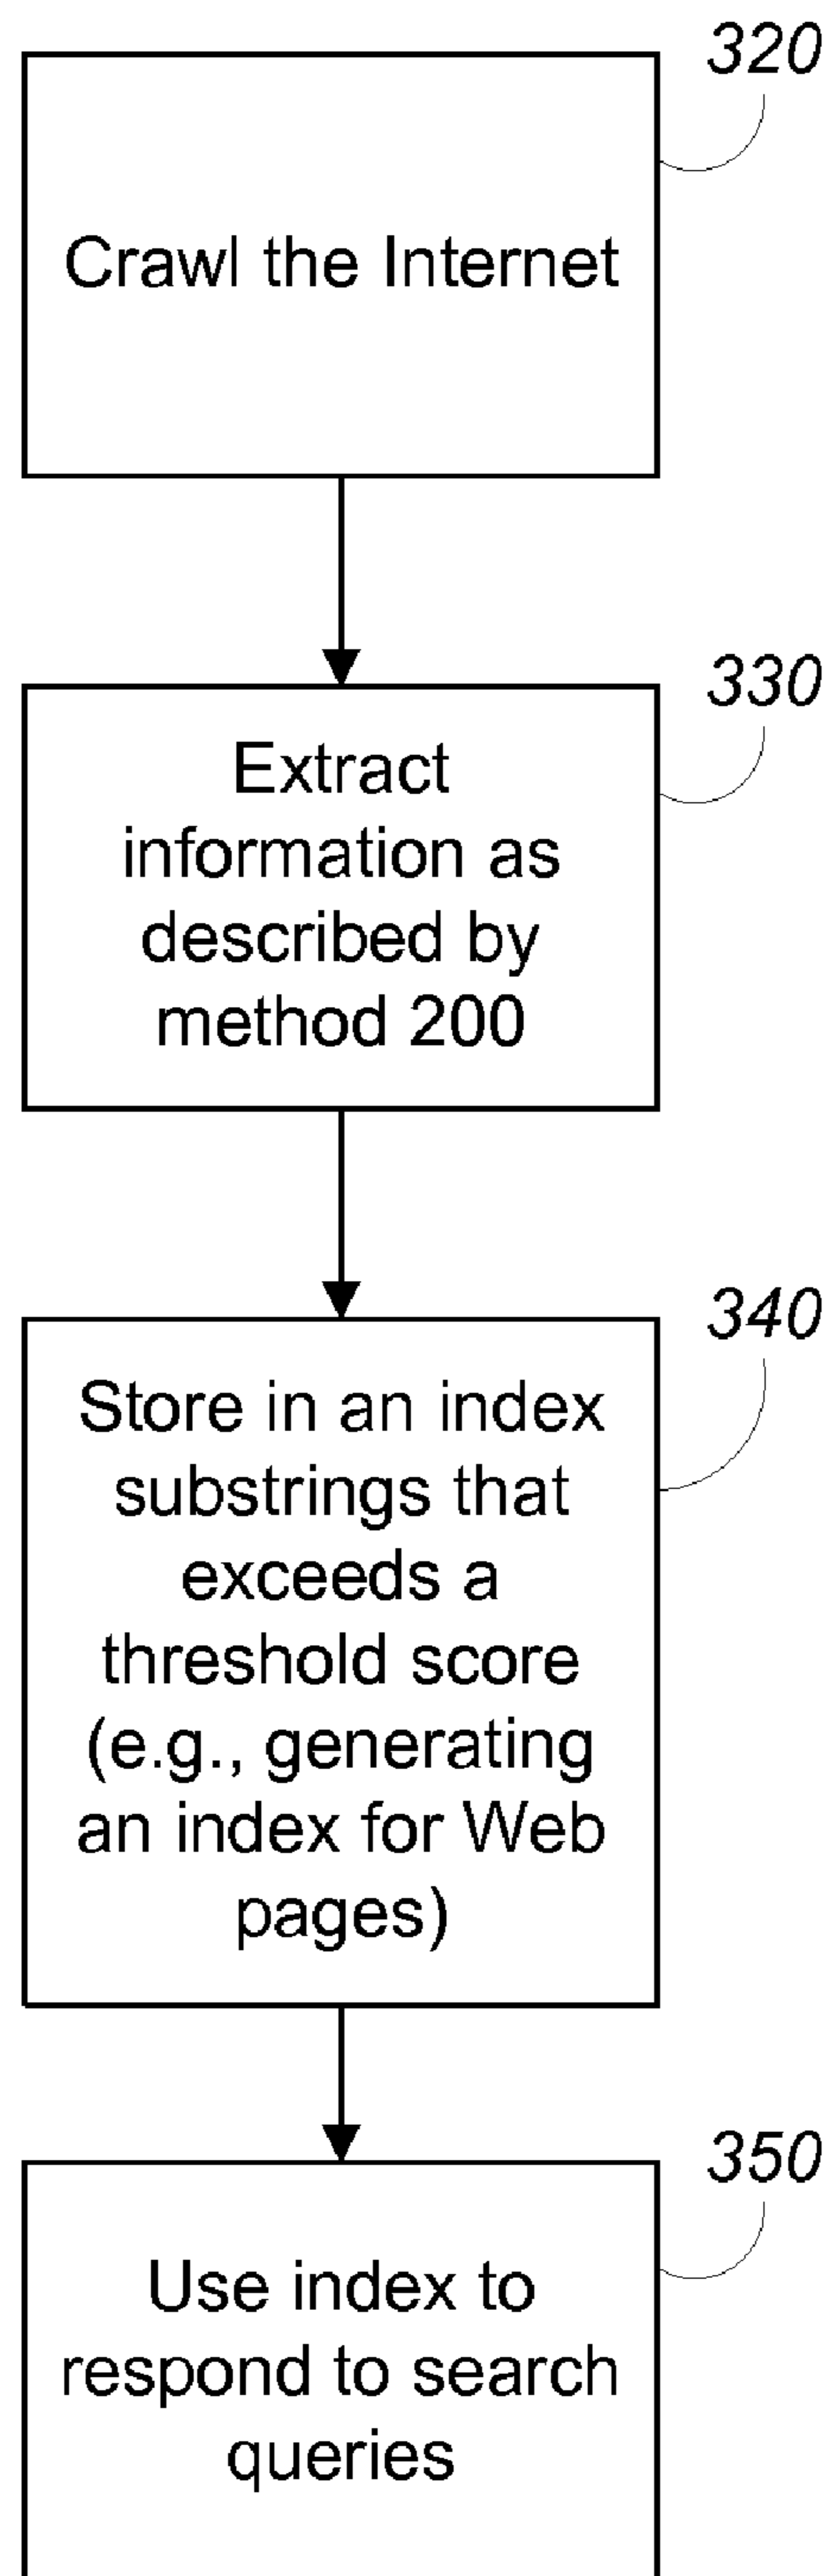 320
Crawl the Internet
330
Extract
information as
described by
method 200
340
Store in an index
substrings that
exceeds a
threshold score
(e.g., generating
an index for Web
pages)
350
Use index to
respond to search
queries